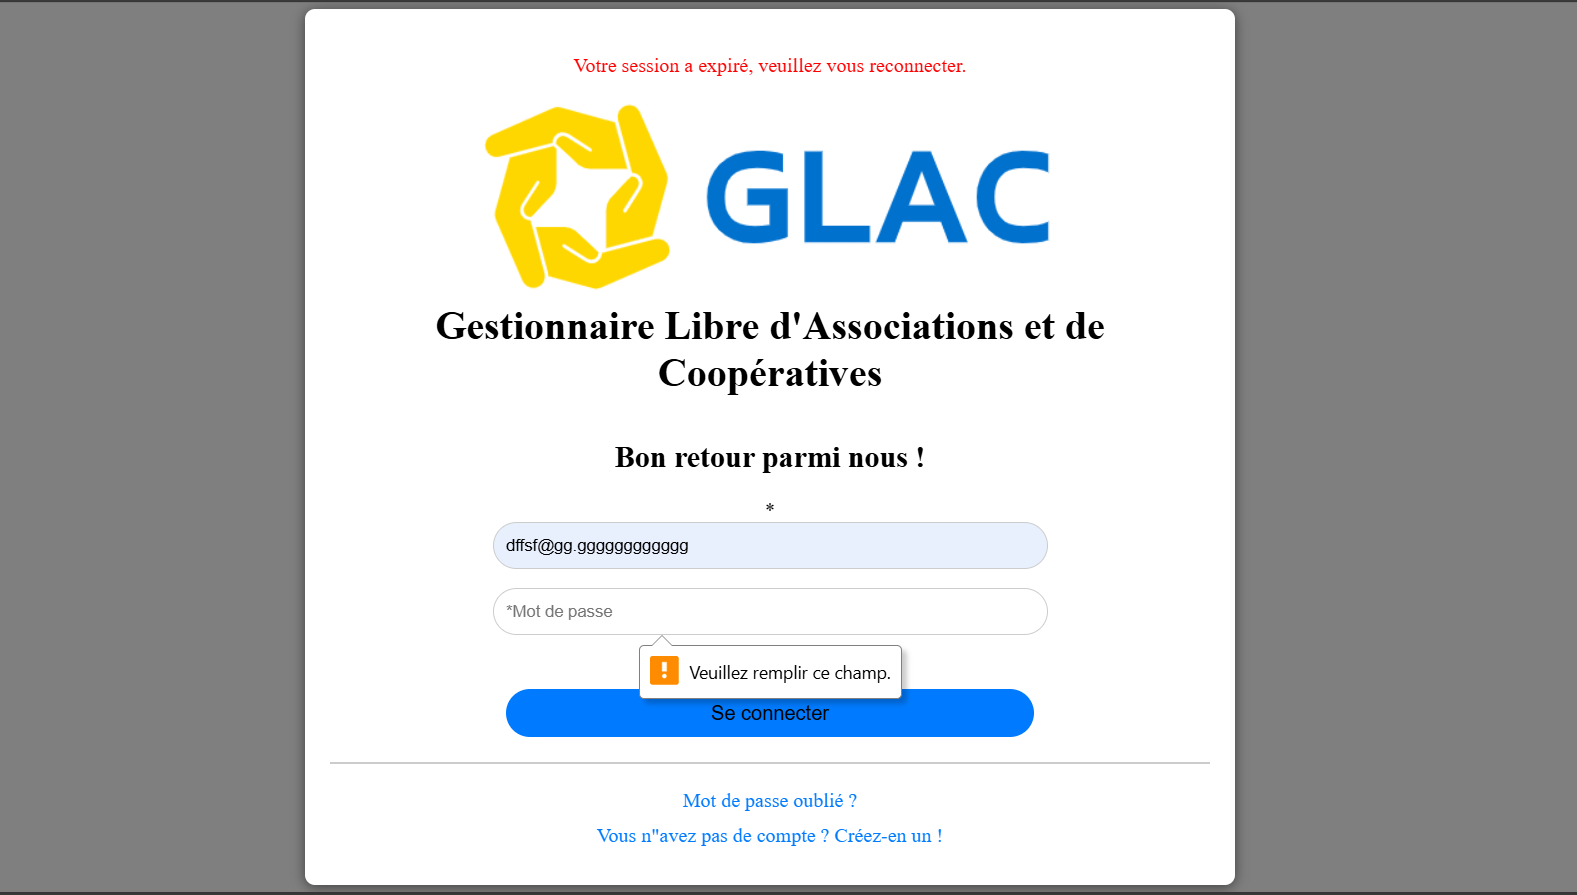 Votre session a expiré, veuillez vous reconnecter.
GLAC
Gestionnaire Libre d'Associations et de
Coopératives
Bon retour parmi nous !
*
dffsf@gg.gggggggggggg
*Mot de passe
Veuillez remplir ce champ.
Se connecter
Mot de passe oublié ?
Vous n"avez pas de compte ? Créez-en un !